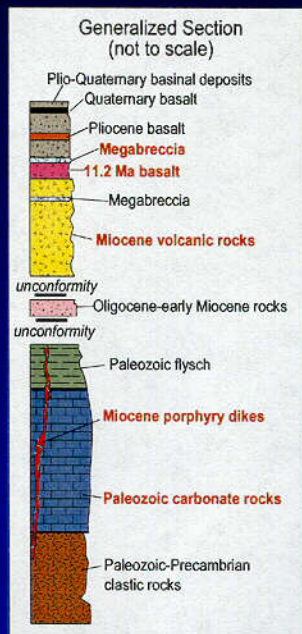 Generalized Section
(not to scale)
Plio-Quaternary basinal deposits
Quaternary basalt
Pliocene basalt
Megabreccia
11.2 Ma basalt
Megabreccia
Miocene volcanic rocks
unconformity
Oligocene-early Miocene rocks
unconformity
Paleozoic flysch
Miocene porphyry dikes
Paleozoic carbonate rocks
Paleozoic-Precambrian
clastic rocks